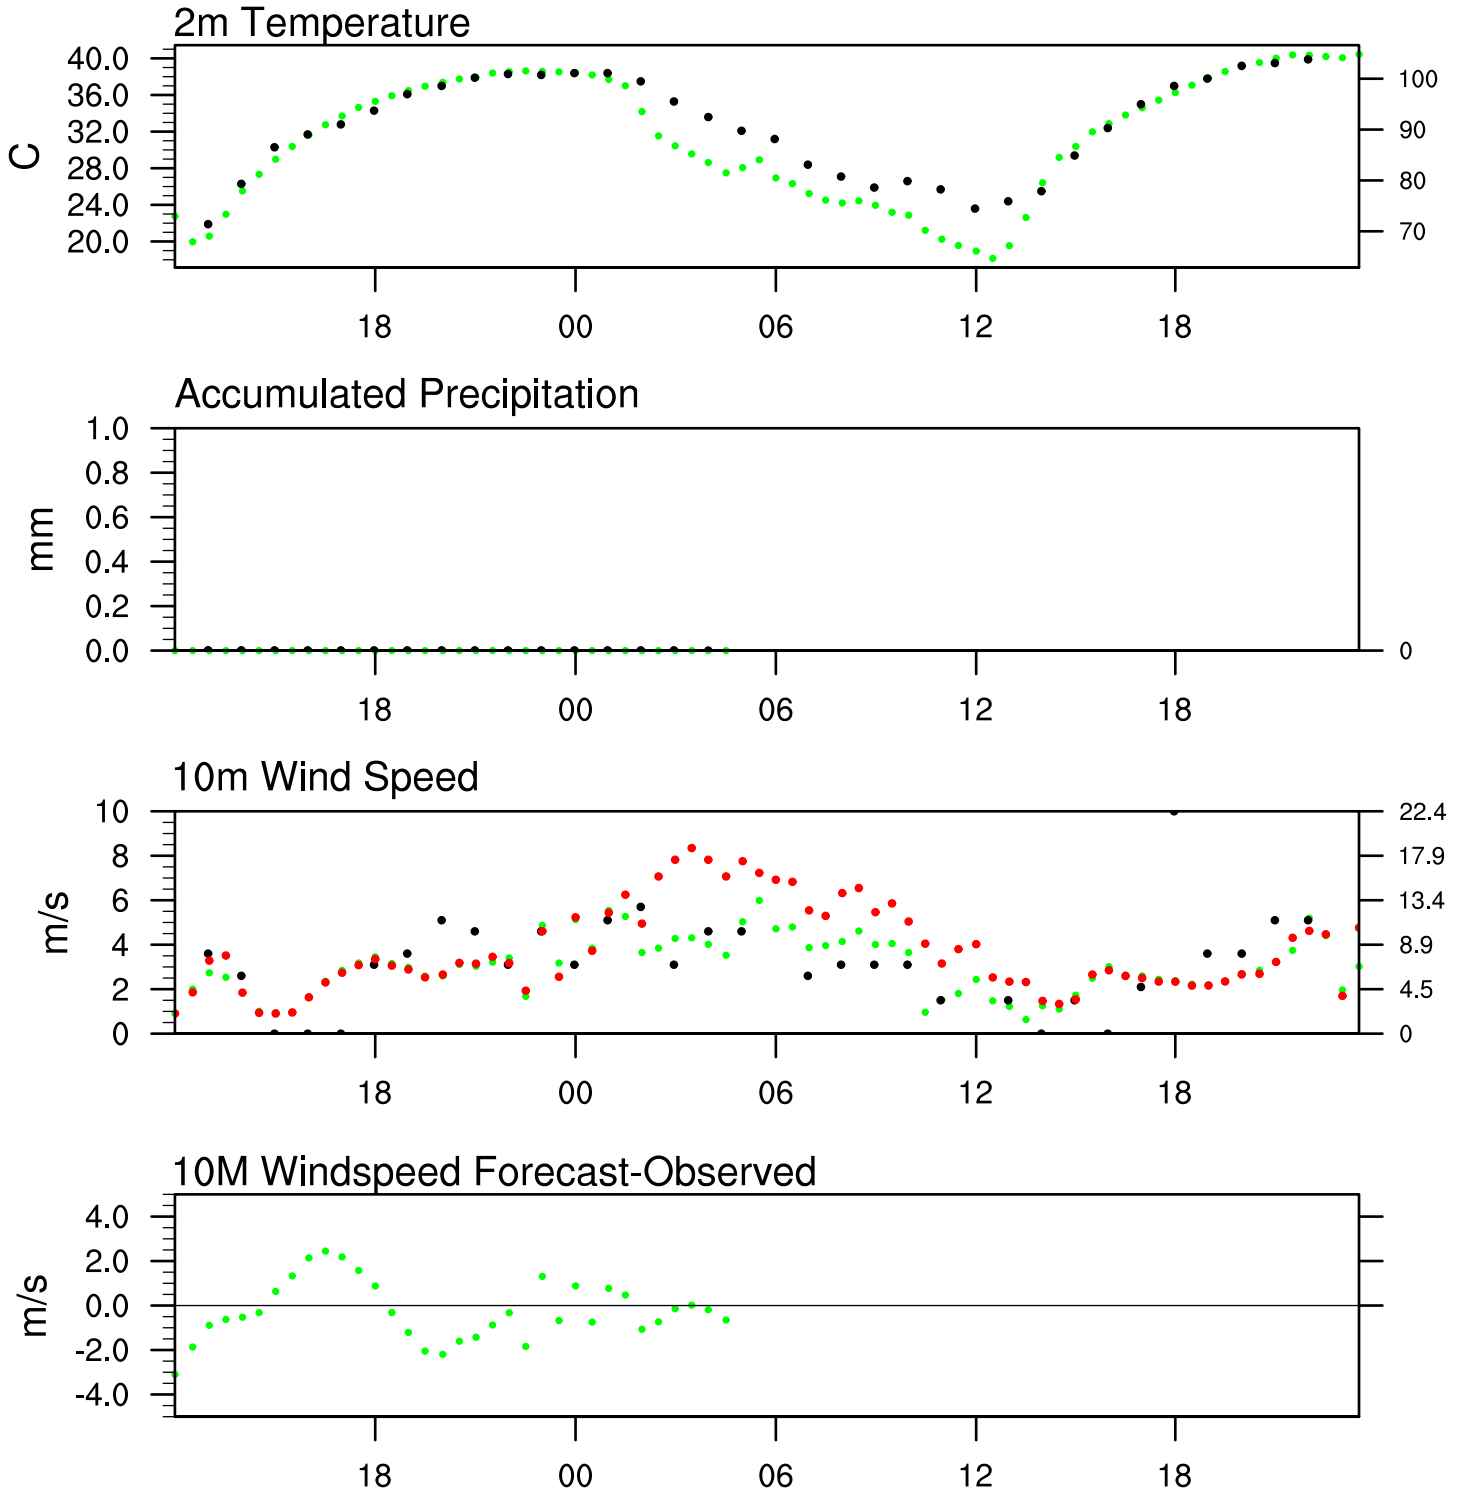 2m Temperature
40.0
36.0
32.0
28.0
24.0
20.0
C
100
90
80
70
18 00 06 12 18
Accumulated Precipitation
1.0
0.8
0.6
0.4
0.2
0.0
mm
0
18 00 06 12 18
10m Wind Speed
10
8
6
4
2
0
m/s
22.4
17.9
13.4
8.9
4.5
0
18 00 06 12 18
10M Windspeed Forecast-Observed
4.0
2.0
0.0
-2.0
-4.0
m/s
18 00 06 12 18